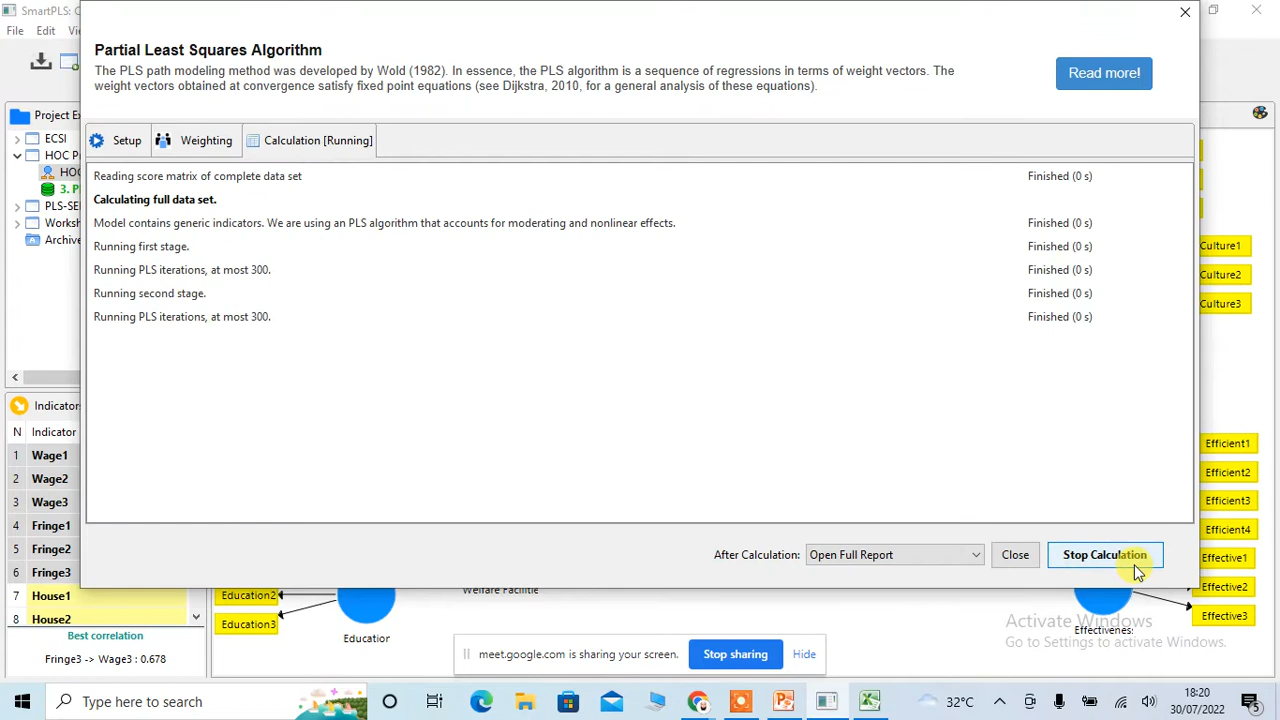 SmartPLS: C
File Edit Vi
Partial Least Squares Algorithm
The PLS path modeling method was developed by Wold (1982). In essence, the PLS algorithm is a sequence of regressions in terms of weight vectors. The
weight vectors obtained at convergence satisfy fixed point equations (see Dijkstra, 2010, for a general analysis of these equations).
Read more!
Setup
Weighting
Calculation [Running]
Reading score matrix of complete data set Finished (0 s)
Calculating full data set.
Model contains generic indicators. We are using an PLS algorithm that accounts for moderating and nonlinear effects. Finished (0 s)
Running first stage. Finished (0 s)
Running PLS iterations, at most 300. Finished (0 s)
Running second stage. Finished (0 s)
Running PLS iterations, at most 300. Finished (0 s)
After Calculation: Open Full Report Close Stop Calculation
Project Ex
ECSI
HOC P
HOC
3. P
PLS-SE
Worksh
Archive
Indicators
N Indicator
1 Wage1
2 Wage2
3 Wage3
4 Fringe1
5 Fringe2
6 Fringe3
7 House1
8 House2
Best correlation
Fringe3 -> Wage3 : 0.678
Education2
Education3
Education
Welfare Facilitie
Culture1
Culture2
Culture3
Efficient1
Efficient2
Efficient3
Efficient4
Effective1
Effective2
Effective3
Effectivenes:
Activate Windows
Go to Settings to activate Windows.
meet.google.com is sharing your screen. Stop sharing Hide
Type here to search
32°C
18:20
30/07/2022
5